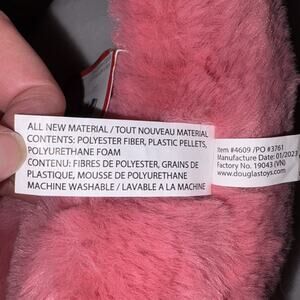 ALL NEW MATERIAL / TOUT NOUVEAU MATERIAL
CONTENTS: POLYESTER FIBER, PLASTIC PELLETS,
POLYURETHANE FOAM
CONTENU: FIBRES DE POLYESTER, GRAINS DE
PLASTIQUE, MOUSSE DE POLYURETHANE
MACHINE WASHABLE / LAVABLE A LA MACHINE
Item #4609 /PO #3761
Manufacture Date: 01/2023
Factory No. 19043 (VN)
www.douglastoys.com